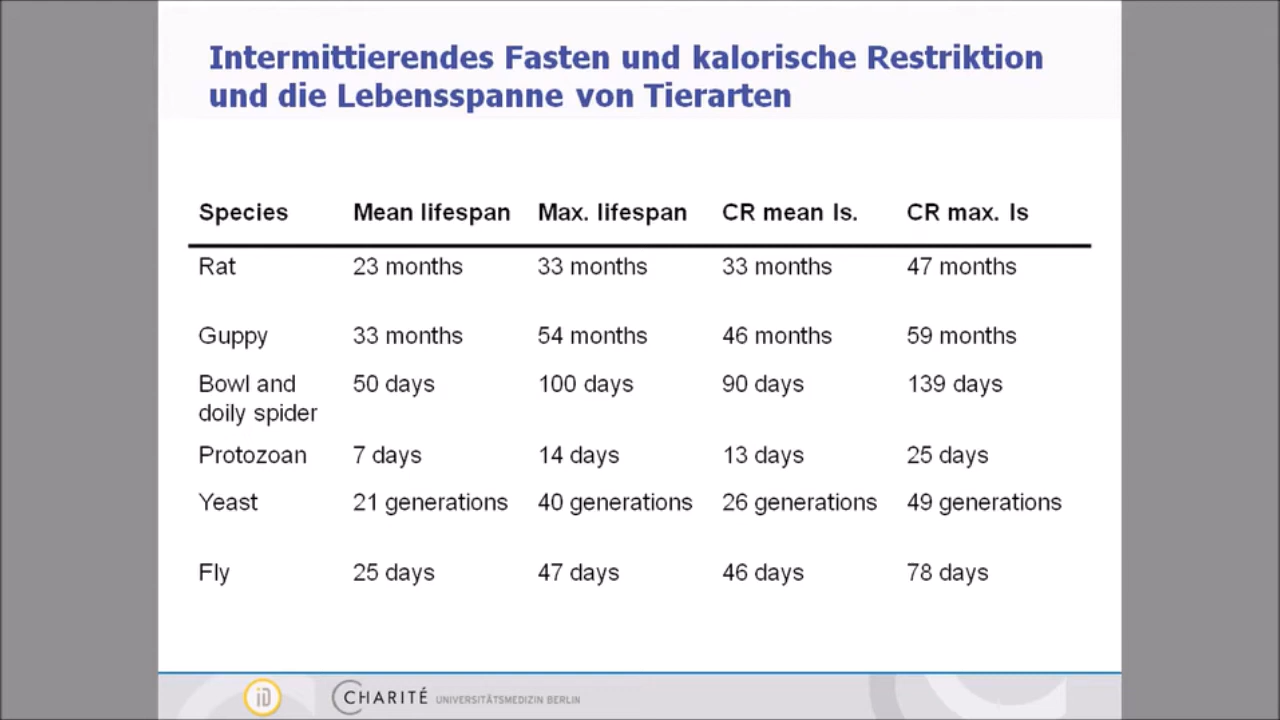 Intermittierendes Fasten und kalorische Restriktion
und die Lebensspanne von Tierarten
Species Mean lifespan Max. lifespan CR mean ls. CR max. ls
Rat 23 months 33 months 33 months 47 months
Guppy 33 months 54 months 46 months 59 months
Bowl and 50 days 100 days 90 days 139 days
doily spider
Protozoan 7 days 14 days 13 days 25 days
Yeast 21 generations 40 generations 26 generations 49 generations
Fly 25 days 47 days 46 days 78 days
iD CHARITÉ UNIVERSITÄTSMEDIZIN BERLIN